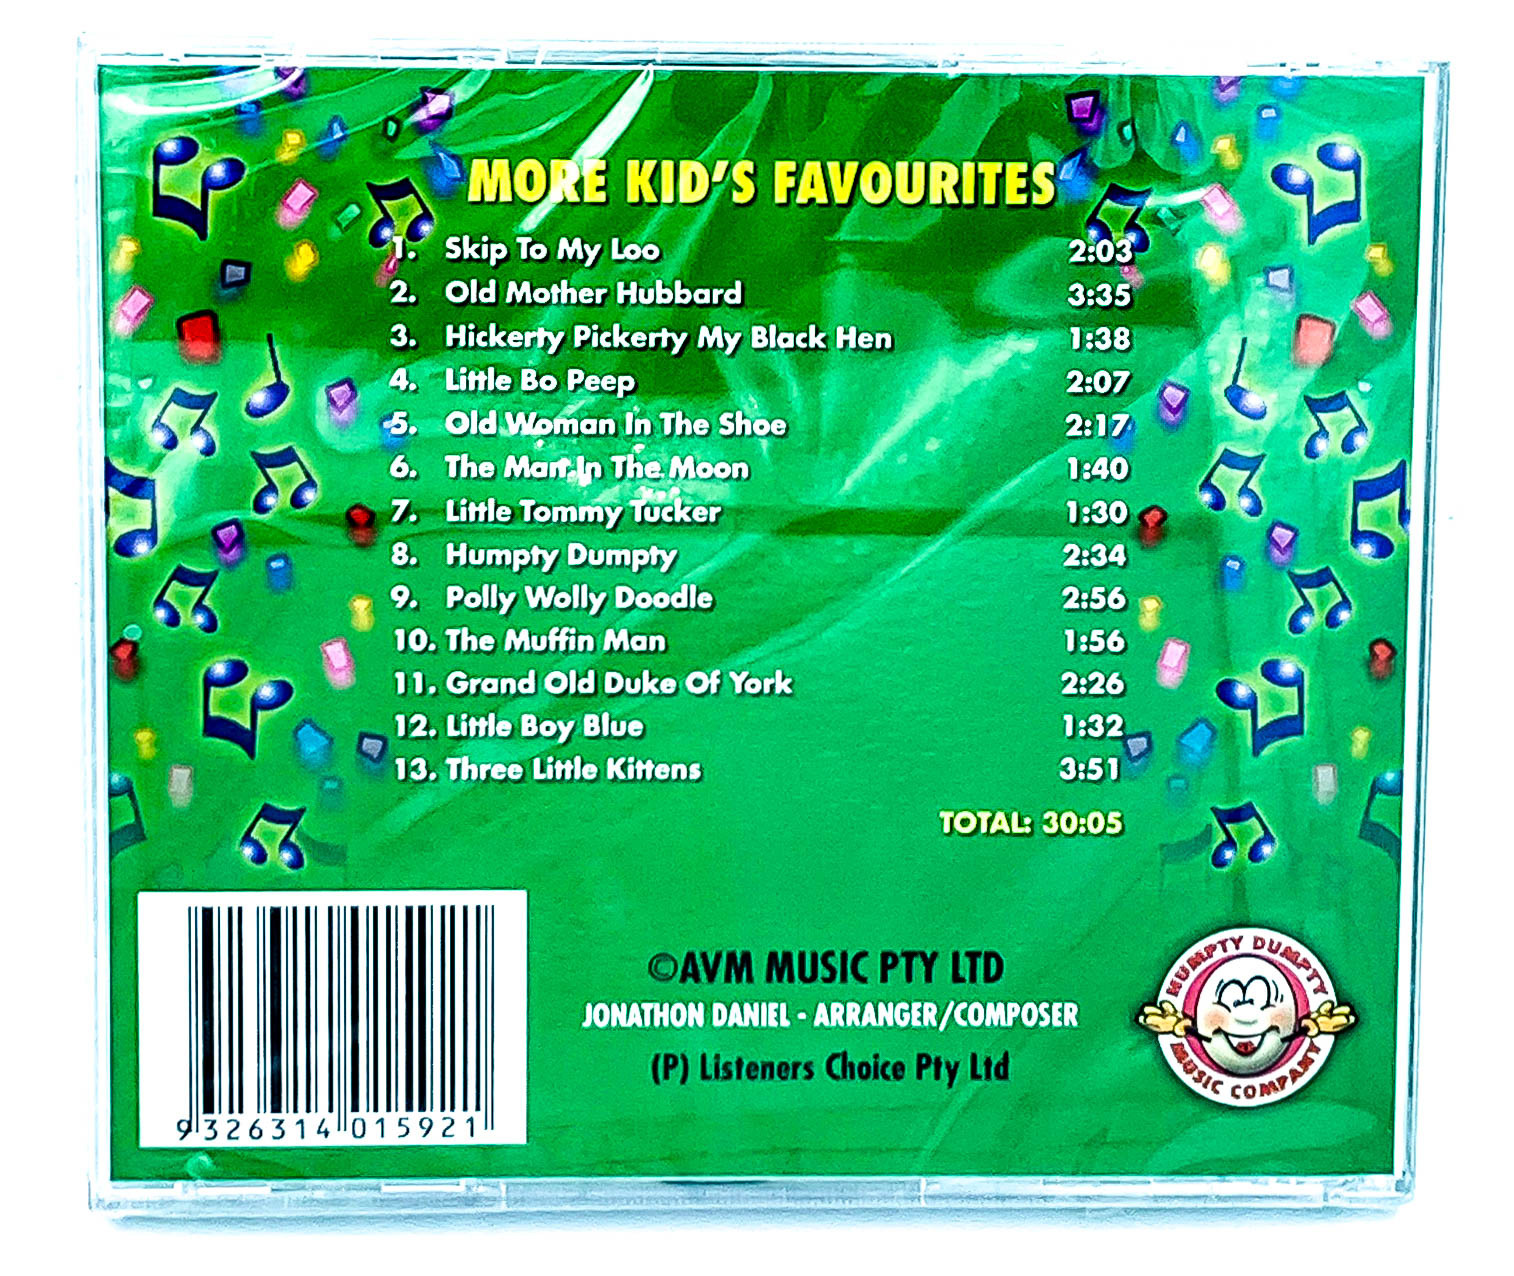 MORE KID'S FAVOURITES
1. Skip To My Loo 2:03
2. Old Mother Hubbard 3:35
3. Hickerty Pickerty My Black Hen 1:38
4. Little Bo Peep 2:07
5. Old Woman In The Shoe 2:17
6. The Man In The Moon 1:40
7. Little Tommy Tucker 1:30
8. Humpty Dumpty 2:34
9. Polly Wolly Doodle 2:56
10. The Muffin Man 1:56
11. Grand Old Duke Of York 2:26
12. Little Boy Blue 1:32
13. Three Little Kittens 3:51
TOTAL: 30:05
©AVM MUSIC PTY LTD
JONATHON DANIEL - ARRANGER/COMPOSER
(P) Listeners Choice Pty Ltd
HUMPTY DUMPTY
MUSIC COMPANY
9 326314 015921